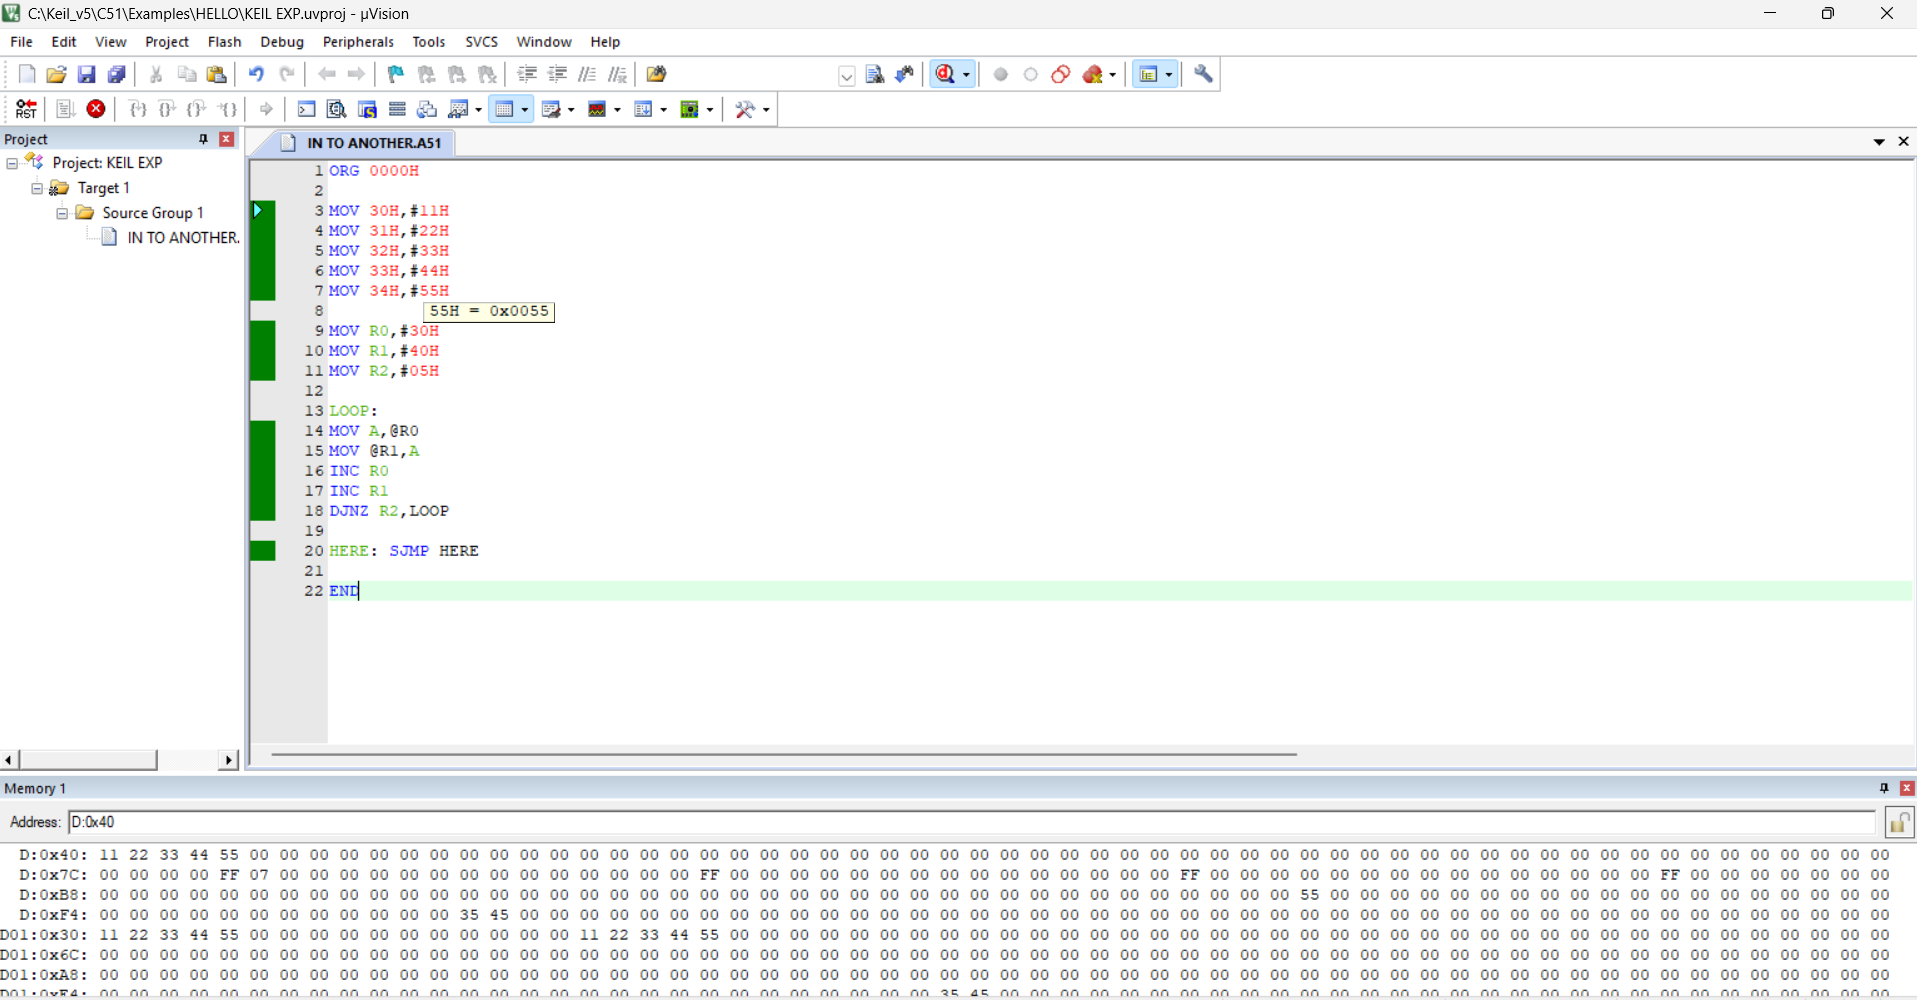 C:\Keil_v5\C51\Examples\HELLO\KEIL EXP.uvproj - µVision
File Edit View Project Flash Debug Peripherals Tools SVCS Window Help
RST
Project
Project: KEIL EXP
Target 1
Source Group 1
IN TO ANOTHER.
IN TO ANOTHER.A51
1 ORG 0000H
2
3 MOV 30H,#11H
4 MOV 31H,#22H
5 MOV 32H,#33H
6 MOV 33H,#44H
7 MOV 34H,#55H
8
55H = 0x0055
9 MOV R0,#30H
10 MOV R1,#40H
11 MOV R2,#05H
12
13 LOOP:
14 MOV A,@R0
15 MOV @R1,A
16 INC R0
17 INC R1
18 DJNZ R2,LOOP
19
20 HERE: SJMP HERE
21
22 END
Memory 1
Address: D:0x40
D:0x40: 11 22 33 44 55 00 00 00 00 00 00 00 00 00 00 00 00 00 00 00 00 00 00 00 00 00 00 00 00 00 00 00 00 00 00 00 00 00 00 00 00 00 00 00 00 00 00 00 00 00 00 00 00 00 00 00 00 00 00 00
D:0x7C: 00 00 00 00 FF 07 00 00 00 00 00 00 00 00 00 00 00 00 00 00 FF 00 00 00 00 00 00 00 00 00 00 00 00 00 00 00 FF 00 00 00 00 00 00 00 00 00 00 00 00 00 00 00 FF 00 00 00 00 00 00 00
D:0xB8: 00 00 00 00 00 00 00 00 00 00 00 00 00 00 00 00 00 00 00 00 00 00 00 00 00 00 00 00 00 00 00 00 00 00 00 00 00 00 00 00 55 00 00 00 00 00 00 00 00 00 00 00 00 00 00 00 00 00 00 00
D:0xF4: 00 00 00 00 00 00 00 00 00 00 00 00 35 45 00 00 00 00 00 00 00 00 00 00 00 00 00 00 00 00 00 00 00 00 00 00 00 00 00 00 00 00 00 00 00 00 00 00 00 00 00 00 00 00 00 00 00 00 00 00
D01:0x30: 11 22 33 44 55 00 00 00 00 00 00 00 00 00 00 00 11 22 33 44 55 00 00 00 00 00 00 00 00 00 00 00 00 00 00 00 00 00 00 00 00 00 00 00 00 00 00 00 00 00 00 00 00 00 00 00 00 00 00 00
D01:0x6C: 00 00 00 00 00 00 00 00 00 00 00 00 00 00 00 00 00 00 00 00 00 00 00 00 00 00 00 00 00 00 00 00 00 00 00 00 00 00 00 00 00 00 00 00 00 00 00 00 00 00 00 00 00 00 00 00 00 00 00 00
D01:0xA8: 00 00 00 00 00 00 00 00 00 00 00 00 00 00 00 00 00 00 00 00 00 00 00 00 00 00 00 00 00 00 00 00 00 00 00 00 00 00 00 00 00 00 00 00 00 00 00 00 00 00 00 00 00 00 00 00 00 00 00 00